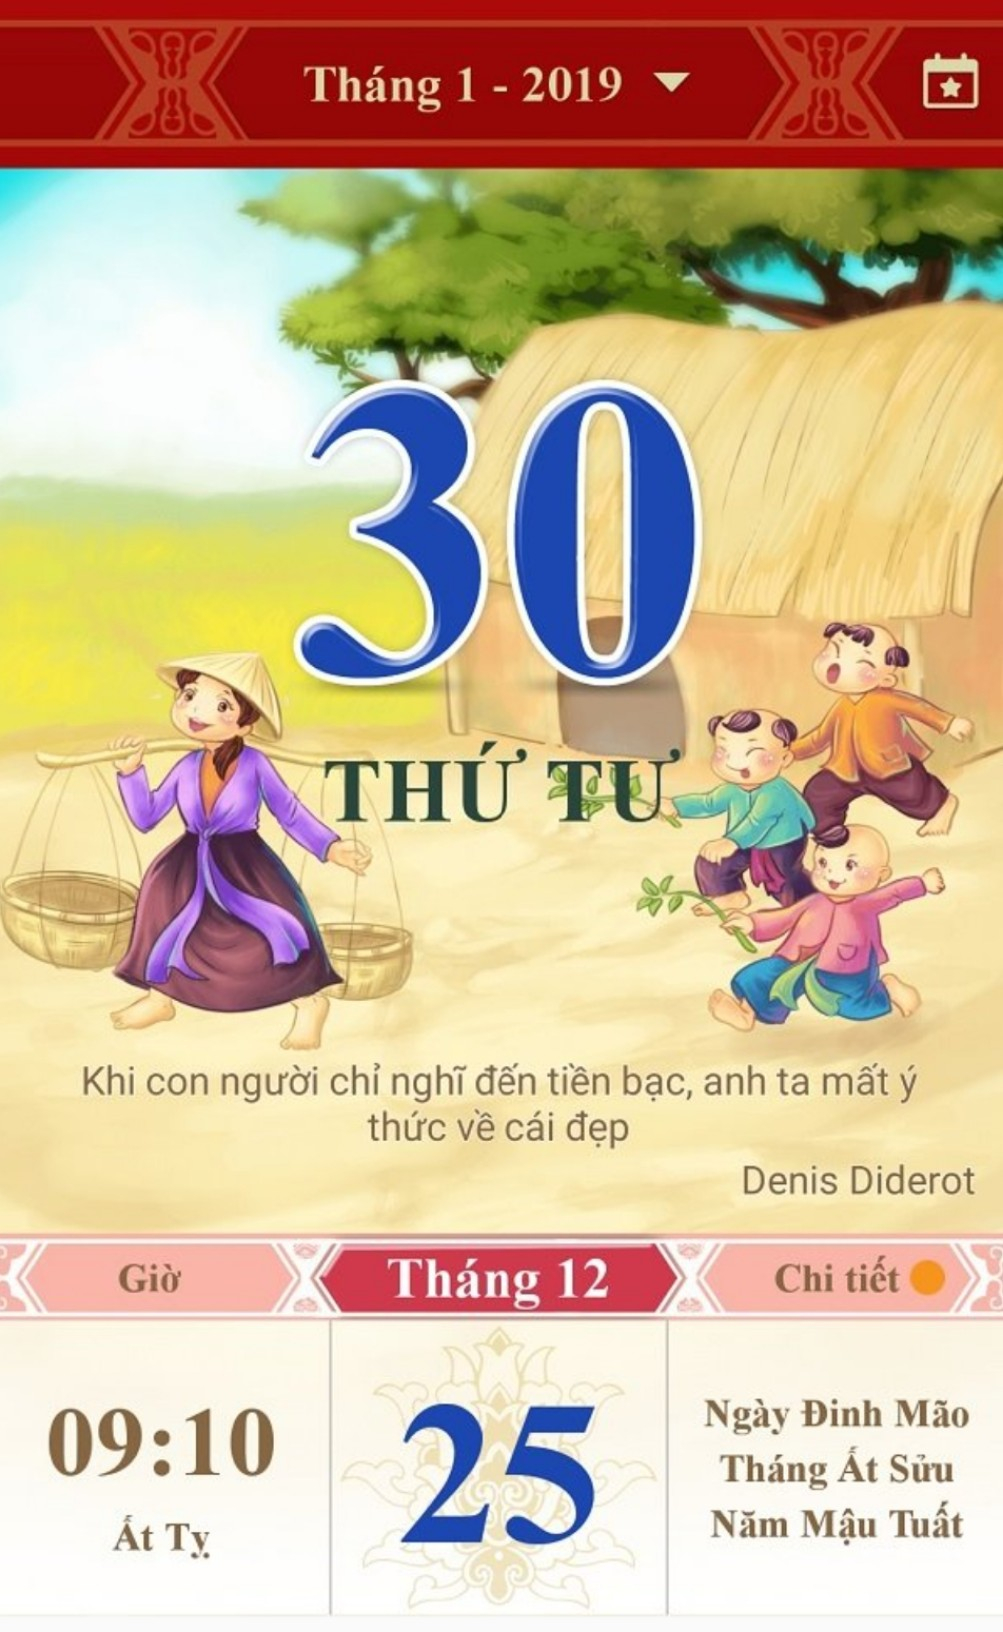 Tháng 1 - 2019
30
THỨ TƯ
Khi con người chỉ nghĩ đến tiền bạc, anh ta mất ý
thức về cái đẹp
Denis Diderot
Giờ
Tháng 12
Chi tiết
09:10
Ất Tỵ
25
Ngày Đinh Mão
Tháng Ất Sửu
Năm Mậu Tuất